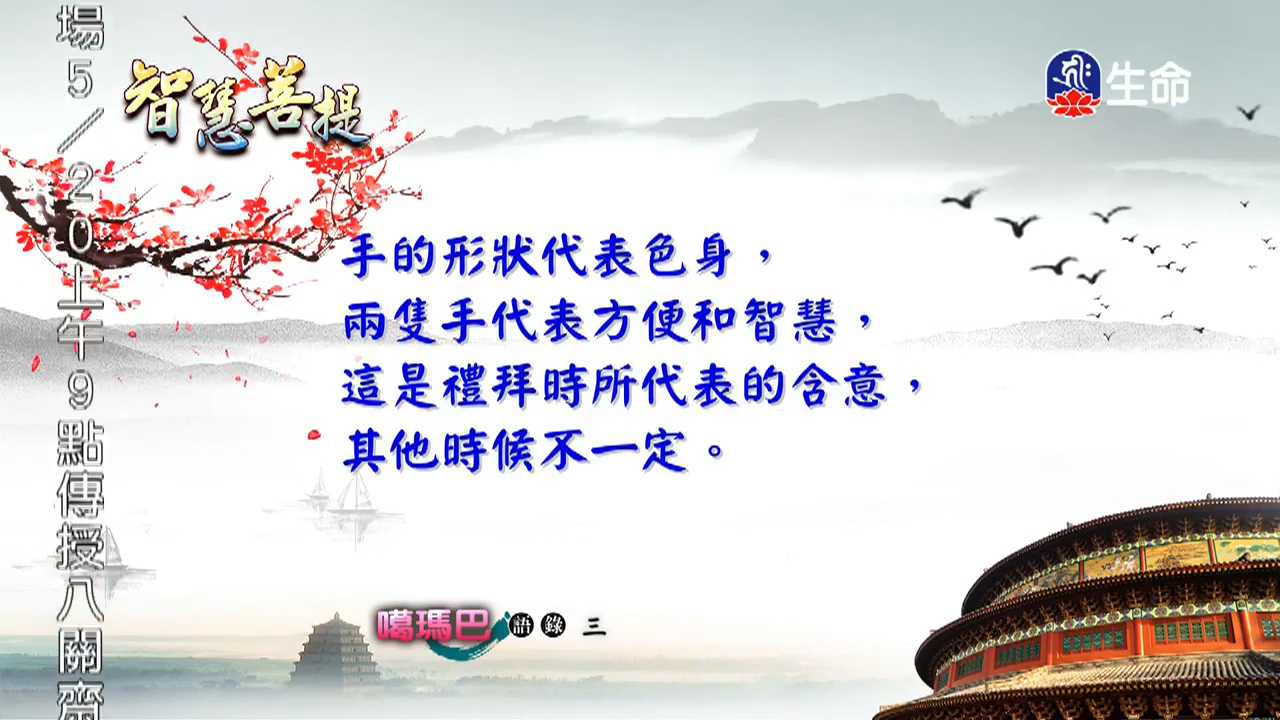 智慧菩提
生命
手的形狀代表色身，
兩隻手代表方便和智慧，
這是禮拜時所代表的含意，
其他時候不一定。
噶瑪巴語錄 三
場5／20上午9點傳授八關齋